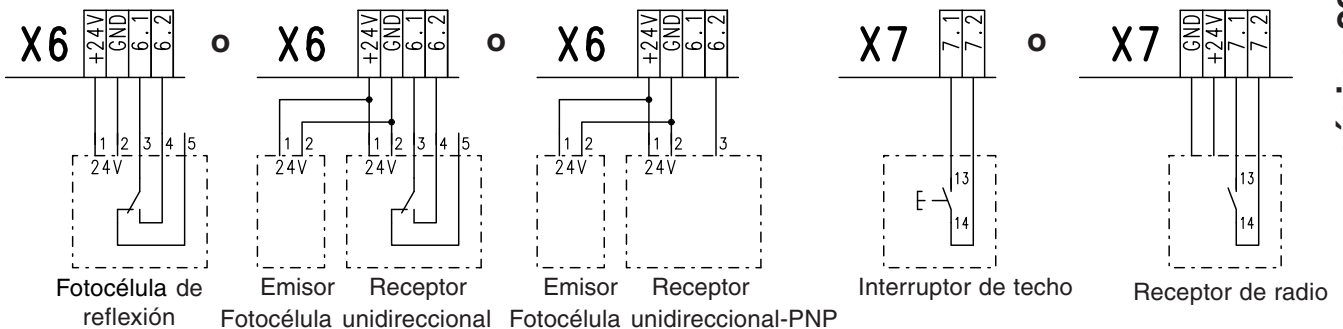 X6 +24V GND 6.1 6.2 o X6 +24V GND 6.1 6.2 o X6 +24V GND 6.1 6.2 X7 7.1 7.2 o X7 GND +24V 7.1 7.2
1 2 3 4 5 1 2 1 2 3 4 5 1 2 1 2 3
24V 24V 24V 24V 24V
13 13
14 14
Fotocélula de reflexión
Emisor Receptor
Fotocélula unidireccional
Emisor Receptor
Fotocélula unidireccional-PNP
Interruptor de techo
Receptor de radio